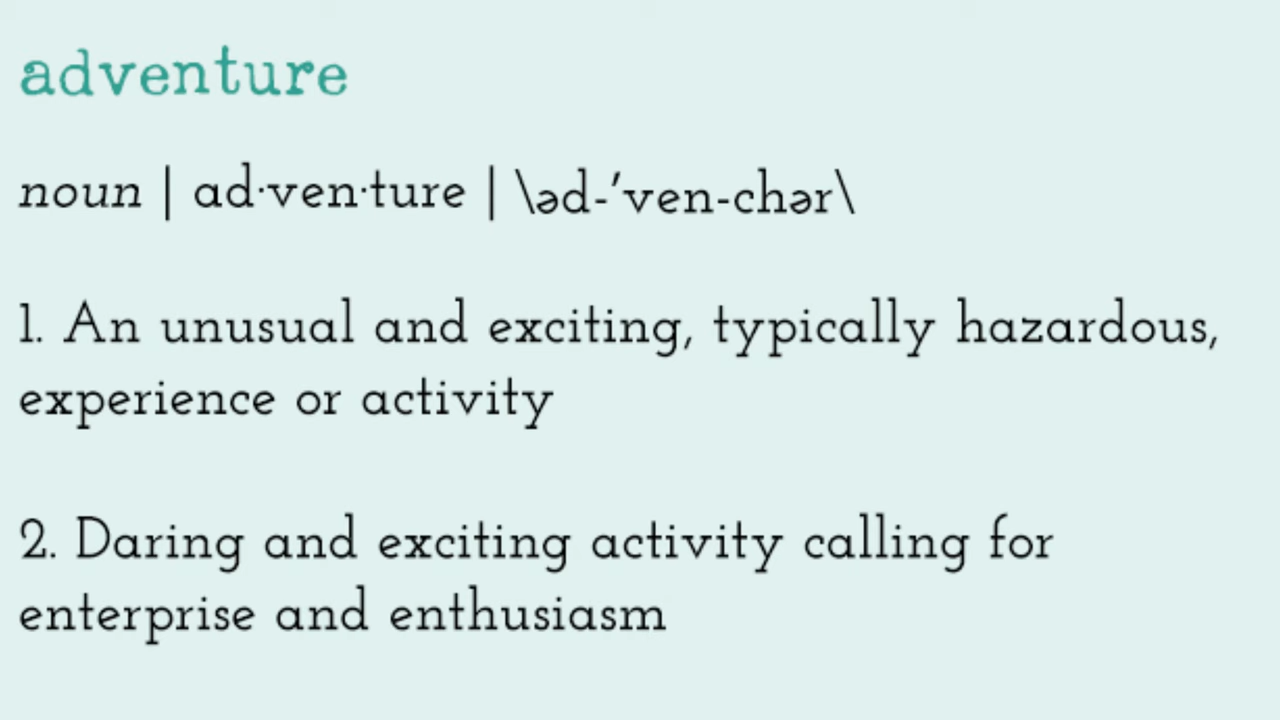 adventure
noun | ad·ven·ture | \əd-ˈven-chər\
1. An unusual and exciting, typically hazardous,
experience or activity
2. Daring and exciting activity calling for
enterprise and enthusiasm